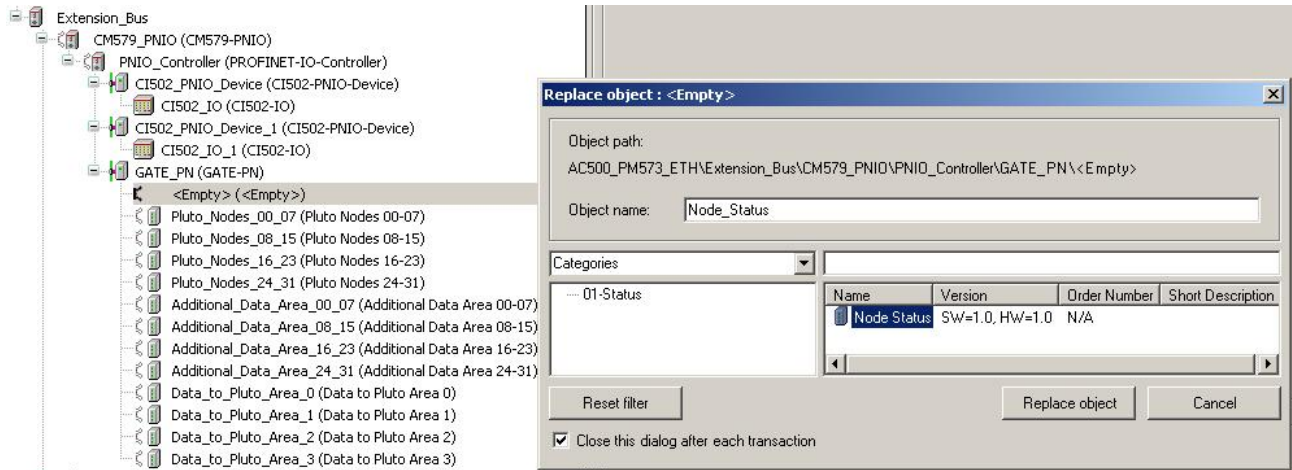 Extension_Bus
CM579_PNIO (CM579-PNIO)
PNIO_Controller (PROFINET-IO-Controller)
CI502_PNIO_Device (CI502-PNIO-Device)
CI502_IO (CI502-IO)
CI502_PNIO_Device_1 (CI502-PNIO-Device)
CI502_IO_1 (CI502-IO)
GATE_PN (GATE-PN)
<Empty> (<Empty>)
Pluto_Nodes_00_07 (Pluto Nodes 00-07)
Pluto_Nodes_08_15 (Pluto Nodes 08-15)
Pluto_Nodes_16_23 (Pluto Nodes 16-23)
Pluto_Nodes_24_31 (Pluto Nodes 24-31)
Additional_Data_Area_00_07 (Additional Data Area 00-07)
Additional_Data_Area_08_15 (Additional Data Area 08-15)
Additional_Data_Area_16_23 (Additional Data Area 16-23)
Additional_Data_Area_24_31 (Additional Data Area 24-31)
Data_to_Pluto_Area_0 (Data to Pluto Area 0)
Data_to_Pluto_Area_1 (Data to Pluto Area 1)
Data_to_Pluto_Area_2 (Data to Pluto Area 2)
Data_to_Pluto_Area_3 (Data to Pluto Area 3)
Replace object : <Empty>
Object path:
AC500_PM573_ETH\Extension_Bus\CM579_PNIO\PNIO_Controller\GATE_PN\<Empty>
Object name: Node_Status
Categories
01-Status
Name Version Order Number Short Description
Node Status SW=1.0, HW=1.0 N/A
Reset filter Replace object Cancel
Close this dialog after each transaction